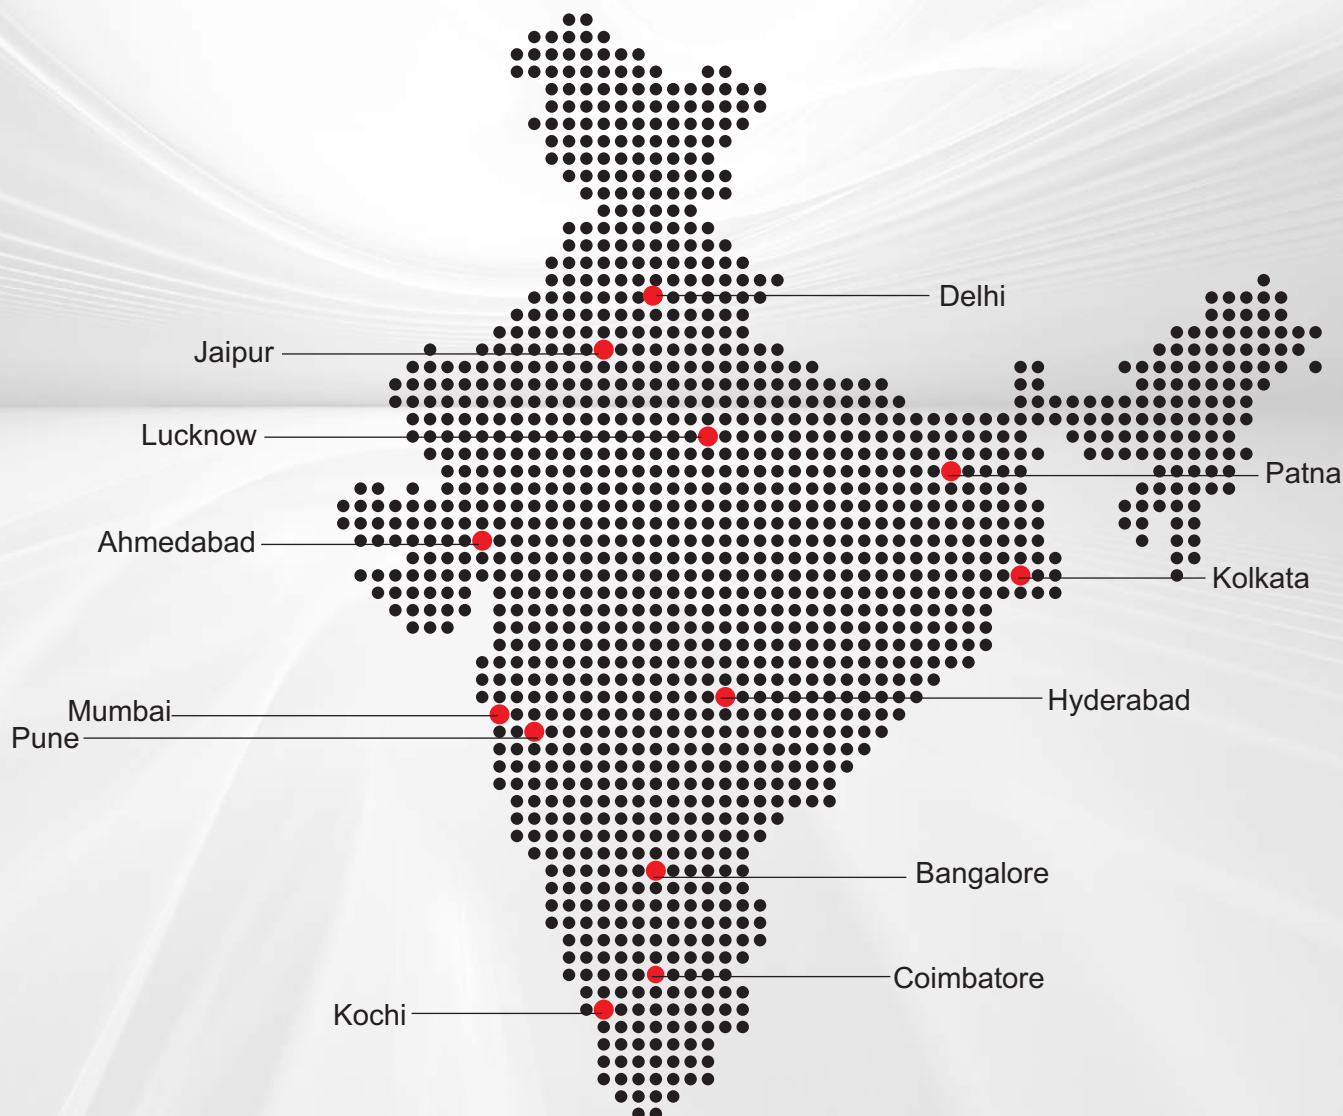 Delhi
Jaipur
Lucknow
Patna
Ahmedabad
Kolkata
Hyderabad
Mumbai
Pune
Bangalore
Coimbatore
Kochi